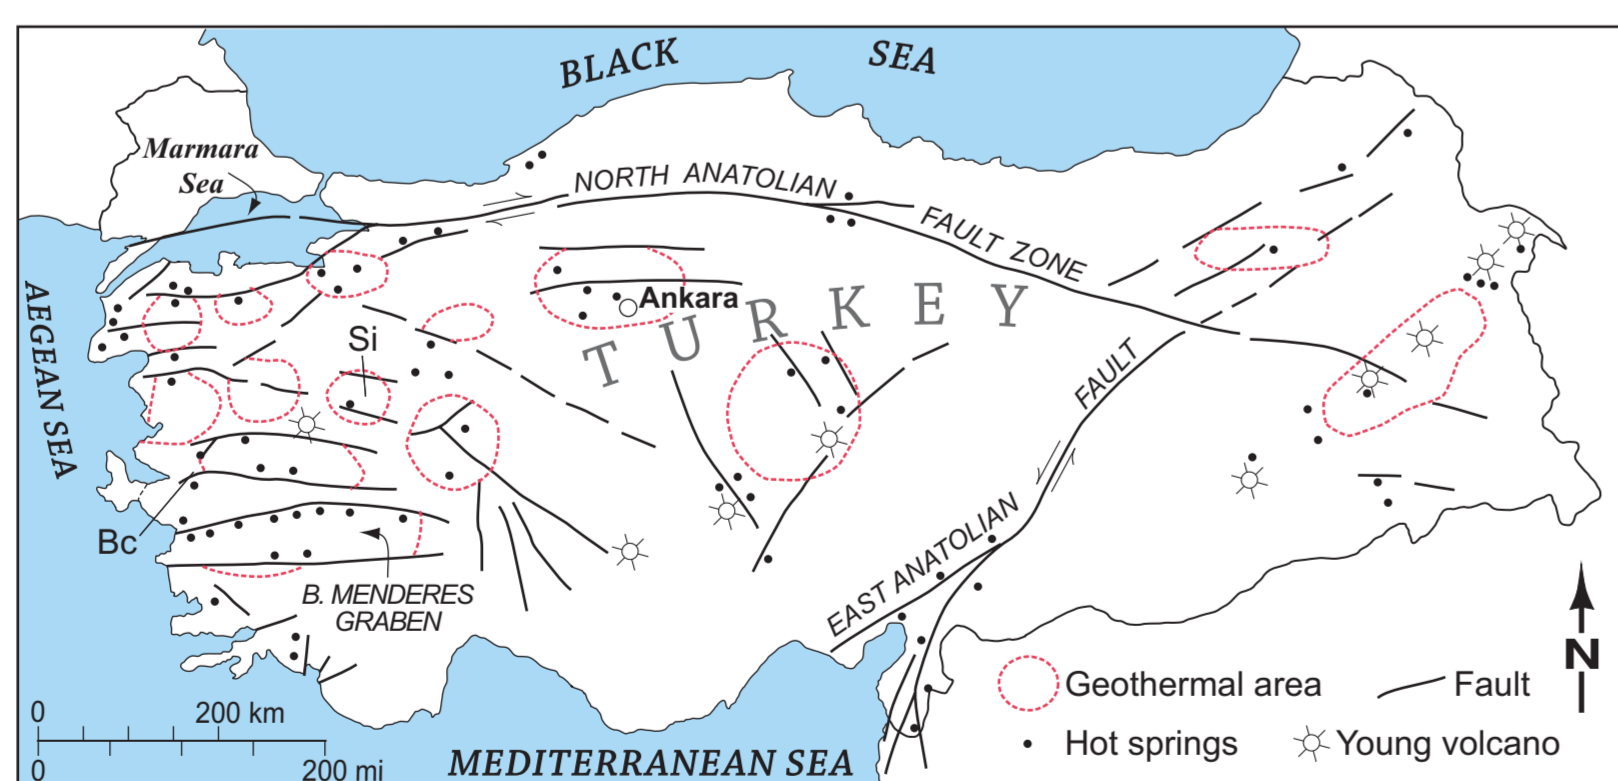 BLACK SEA
Marmara
Sea
NORTH ANATOLIAN
FAULT ZONE
AEGEAN SEA
Ankara
TURKEY
Si
FAULT
EAST ANATOLIAN
Bc
B. MENDERES
GRABEN
N
Geothermal area
Fault
Hot springs
Young volcano
0 200 km
0 200 mi
MEDITERRANEAN SEA